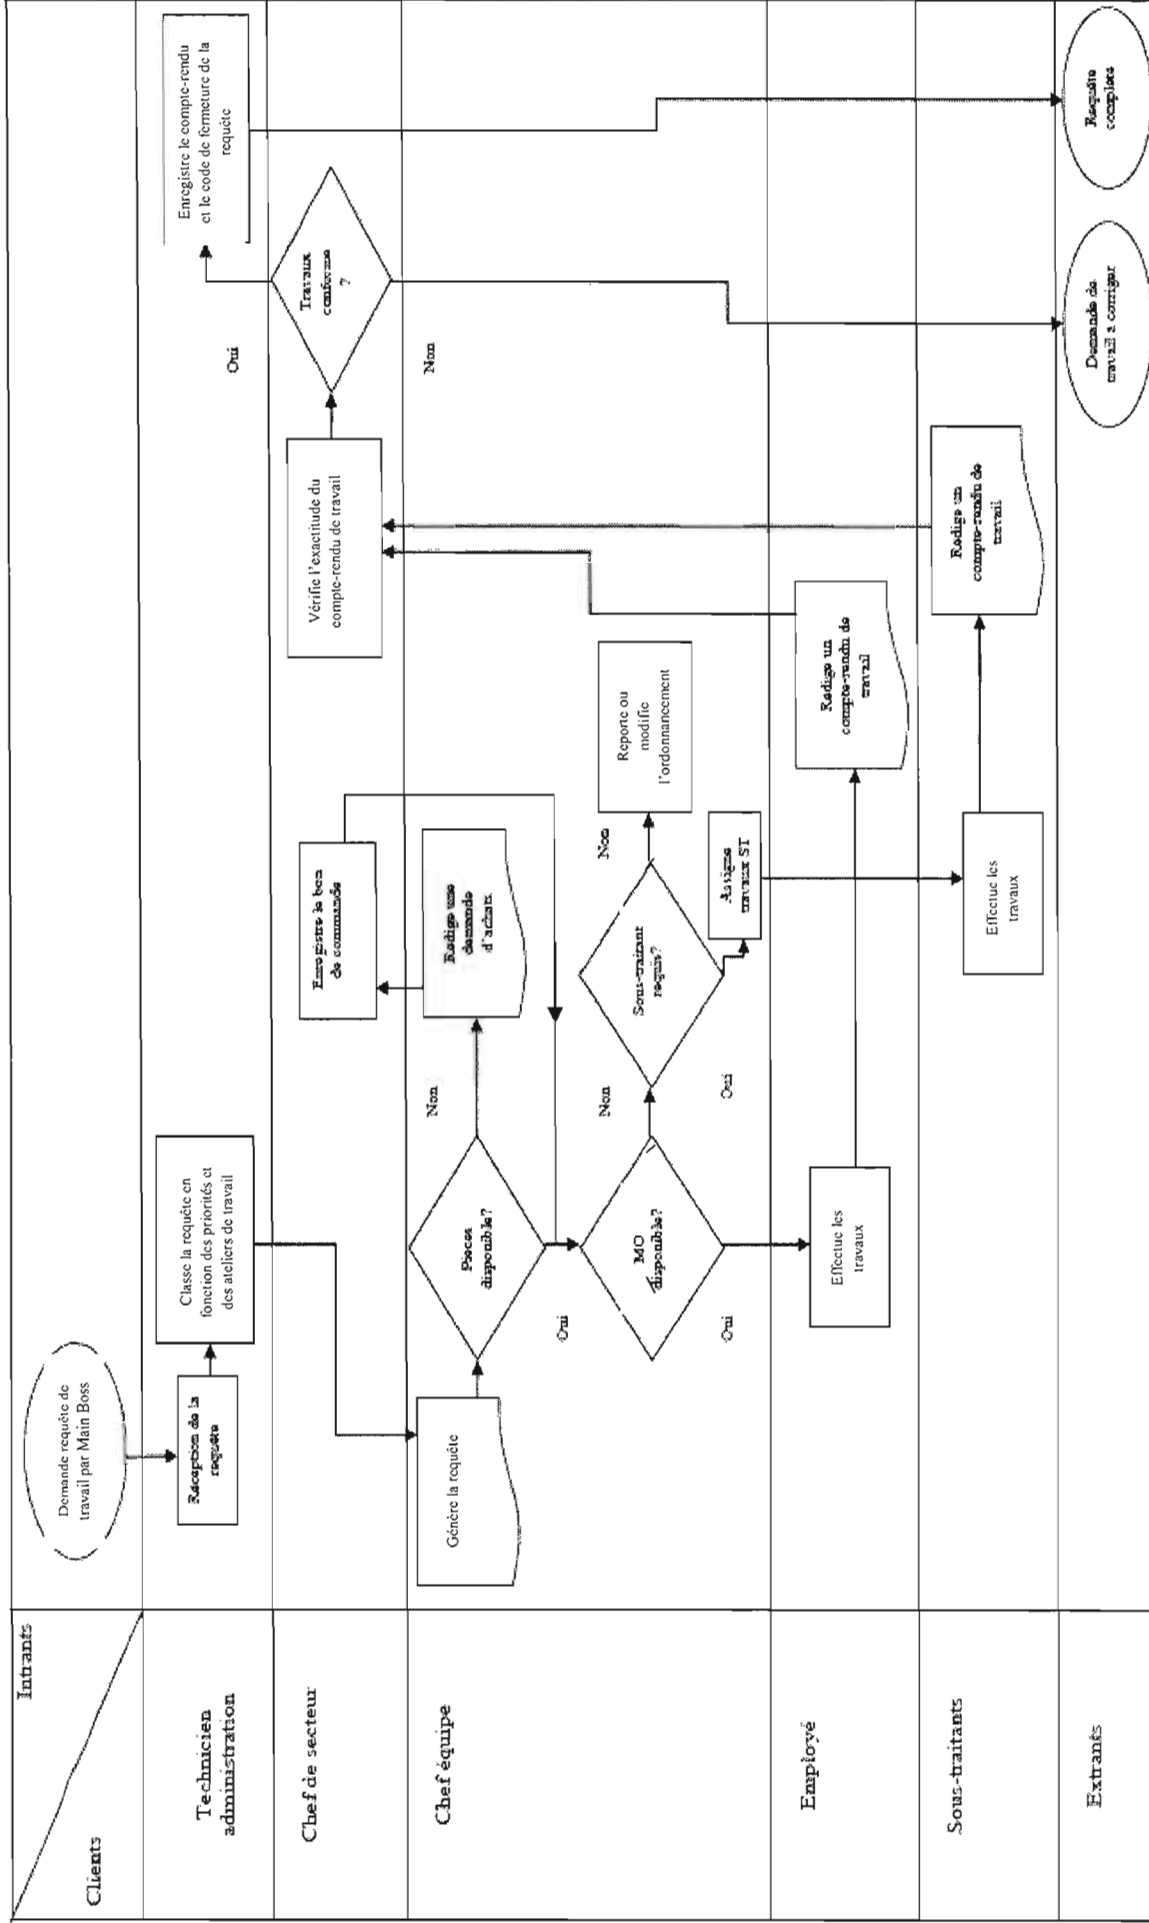 Intrants
Clients
Demande requête de
travail par Main Boss
Technicien
administration
Réception de la
requête
Classe la requête en
fonction des priorités et
des ateliers de travail
Enregistre le compte-rendu
et le code de fermeture de la
requête
Chef de secteur
Enregistre le bon
de commande
Vérifie l'exactitude du
compte-rendu de travail
Oui
Travaux
conforme
?
Non
Chef équipe
Génère la requête
Pièces
disponible?
Non
Rédige une
demande
d'achats
Oui
MO
disponible?
Non
Oui
Sous-traitant
requis?
Non
Oui
Reporte ou
modifie
l'ordonnancement
Assigne
travaux ST
Employé
Effectue les
travaux
Rédige un
compte-rendu de
travail
Sous-traitants
Effectue les
travaux
Rédige un
compte-rendu de
travail
Extrants
Demande de
travail a corriger
Requête
complete